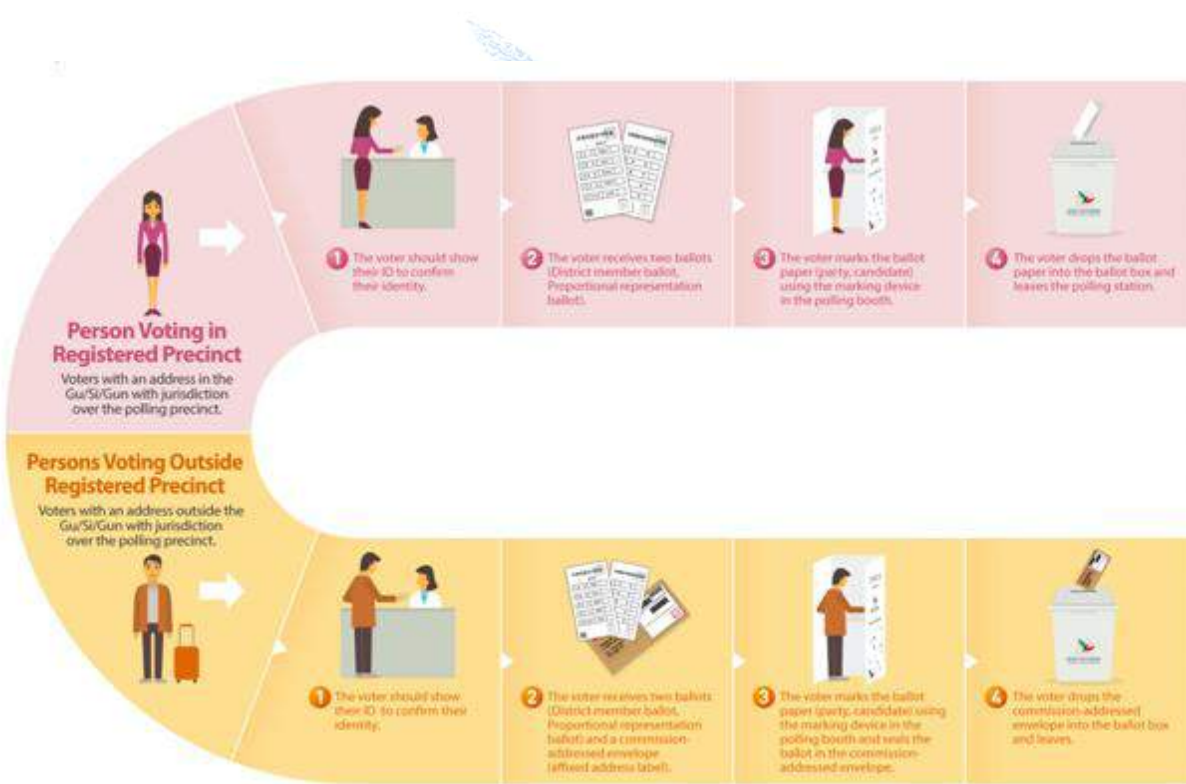 1 The voter should show
their ID to confirm
their identity.
2 The voter receives two ballots
(District member ballot,
Proportional representation
ballot).
3 The voter marks the ballot
paper (party, candidate)
using the marking device
in the polling booth.
4 The voter drops the ballot
paper into the ballot box and
leaves the polling station.
Person Voting in
Registered Precinct
Voters with an address in the
Gu/Si/Gun with jurisdiction
over the polling precinct.
Persons Voting Outside
Registered Precinct
Voters with an address outside the
Gu/Si/Gun with jurisdiction
over the polling precinct.
1 The voter should show
their ID to confirm their
identity.
2 The voter receives two ballots
(District member ballot,
Proportional representation
ballot) and a commission-
addressed envelope
(affixed address label).
3 The voter marks the ballot
paper (party, candidate) using
the marking device in the
polling booth and seals the
ballot in the commission-
addressed envelope.
4 The voter drops the
commission-addressed
envelope into the ballot box
and leaves.